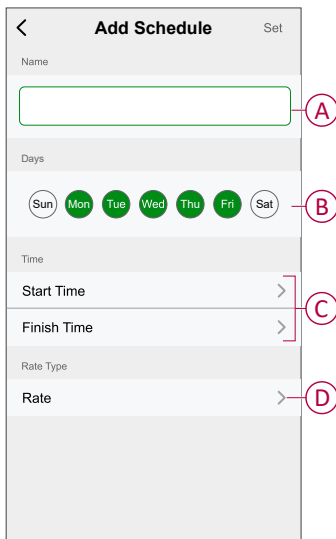 Add Schedule Set
Name
A
Days
Sun Mon Tue Wed Thu Fri Sat
B
Time
Start Time
C
Finish Time
Rate Type
Rate
D